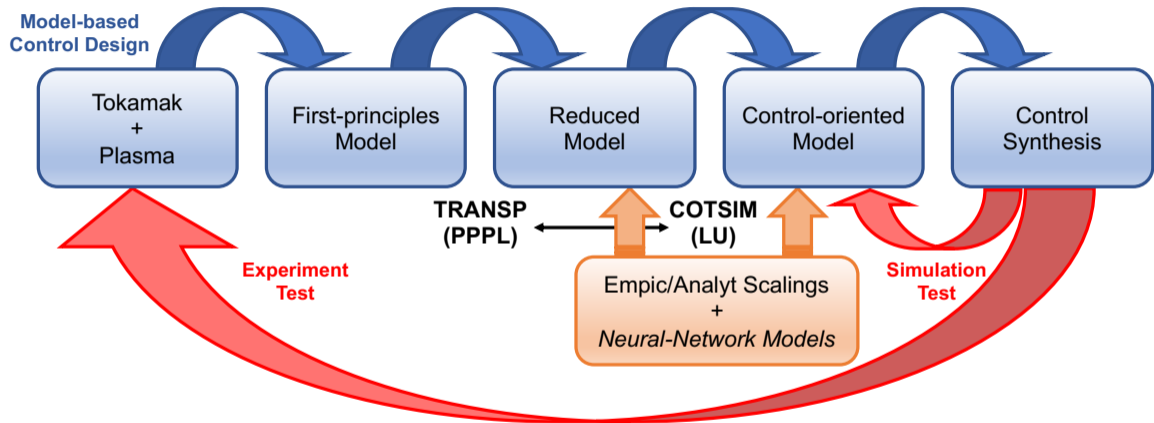 Model-based
Control Design
Tokamak
+
Plasma
First-principles
Model
Reduced
Model
Control-oriented
Model
Control
Synthesis
TRANSP
(PPPL)
COTSIM
(LU)
Experiment
Test
Empic/Analyt Scalings
+
Neural-Network Models
Simulation
Test